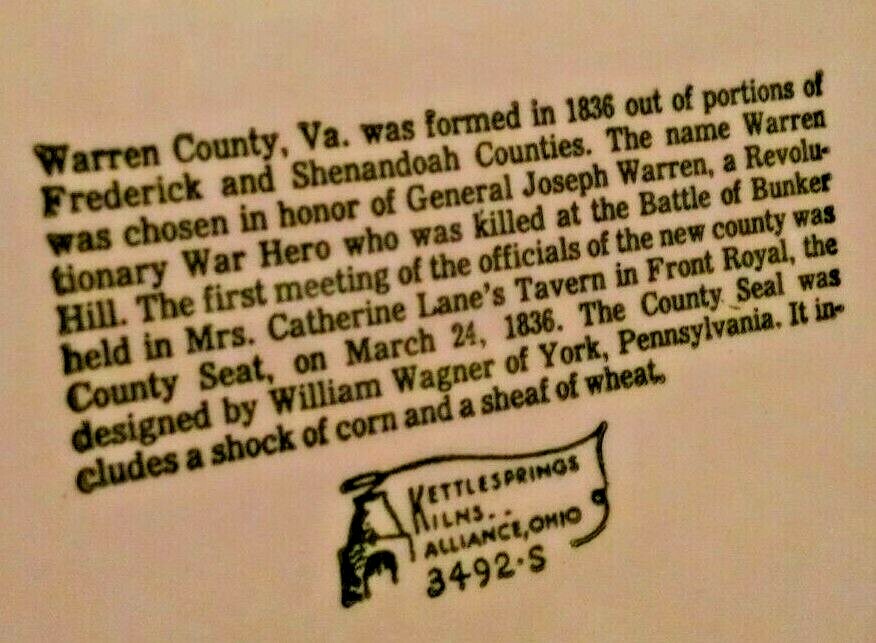 Warren County, Va. was formed in 1836 out of portions of
Frederick and Shenandoah Counties. The name Warren
was chosen in honor of General Joseph Warren, a Revolu-
tionary War Hero who was killed at the Battle of Bunker
Hill. The first meeting of the officials of the new county was
held in Mrs. Catherine Lane's Tavern in Front Royal, the
County Seat, on March 24, 1836. The County Seal was
designed by William Wagner of York, Pennsylvania. It in-
cludes a shock of corn and a sheaf of wheat.
KETTLESPRINGS
KILNS..
ALLIANCE, OHIO
3492-S